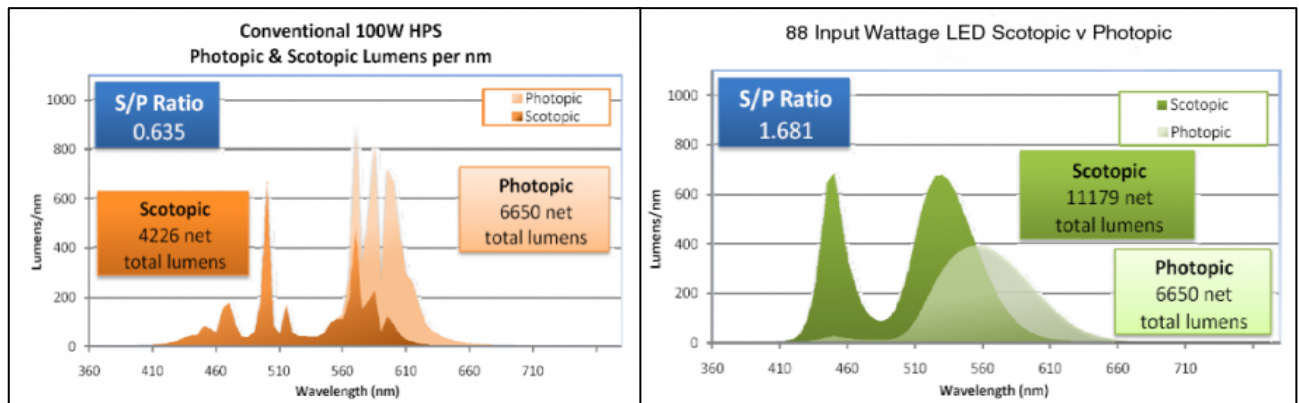 Conventional 100W HPS
Photopic & Scotopic Lumens per nm
S/P Ratio
0.635
Photopic
Scotopic
Scotopic
4226 net
total lumens
Photopic
6650 net
total lumens
Lumens/nm
1000
800
600
400
200
0
360 410 460 510 560 610 660 710
Wavelength (nm)
88 Input Wattage LED Scotopic v Photopic
S/P Ratio
1.681
Scotopic
Photopic
Scotopic
11179 net
total lumens
Photopic
6650 net
total lumens
Lumens/nm
1000
800
600
400
200
0
360 410 460 510 560 610 660 710
Wavelength (nm)